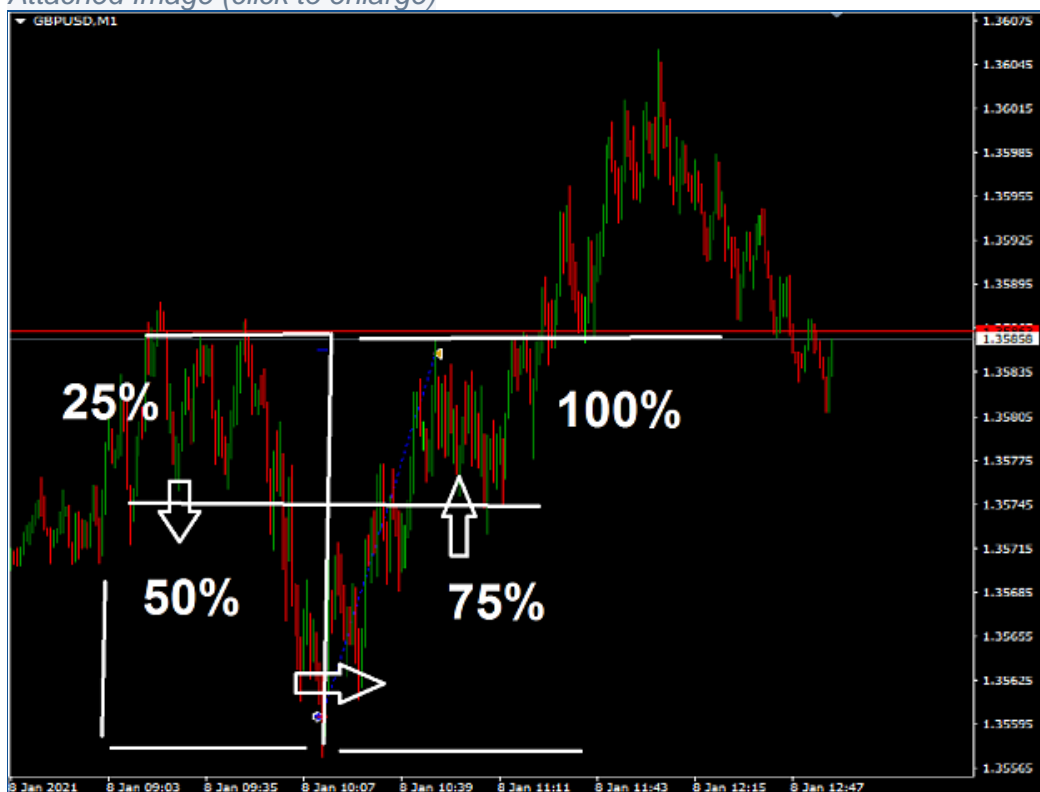 Attached Image (click to enlarge)
GBPUSD,M1
1.36075
1.36045
1.36015
1.35985
1.35955
1.35925
1.35895
1.35858
1.35835
1.35805
1.35775
1.35745
1.35715
1.35685
1.35655
1.35625
1.35595
1.35565
25%
100%
50%
75%
8 Jan 2021
8 Jan 09:03
8 Jan 09:35
8 Jan 10:07
8 Jan 10:39
8 Jan 11:11
8 Jan 11:43
8 Jan 12:15
8 Jan 12:47